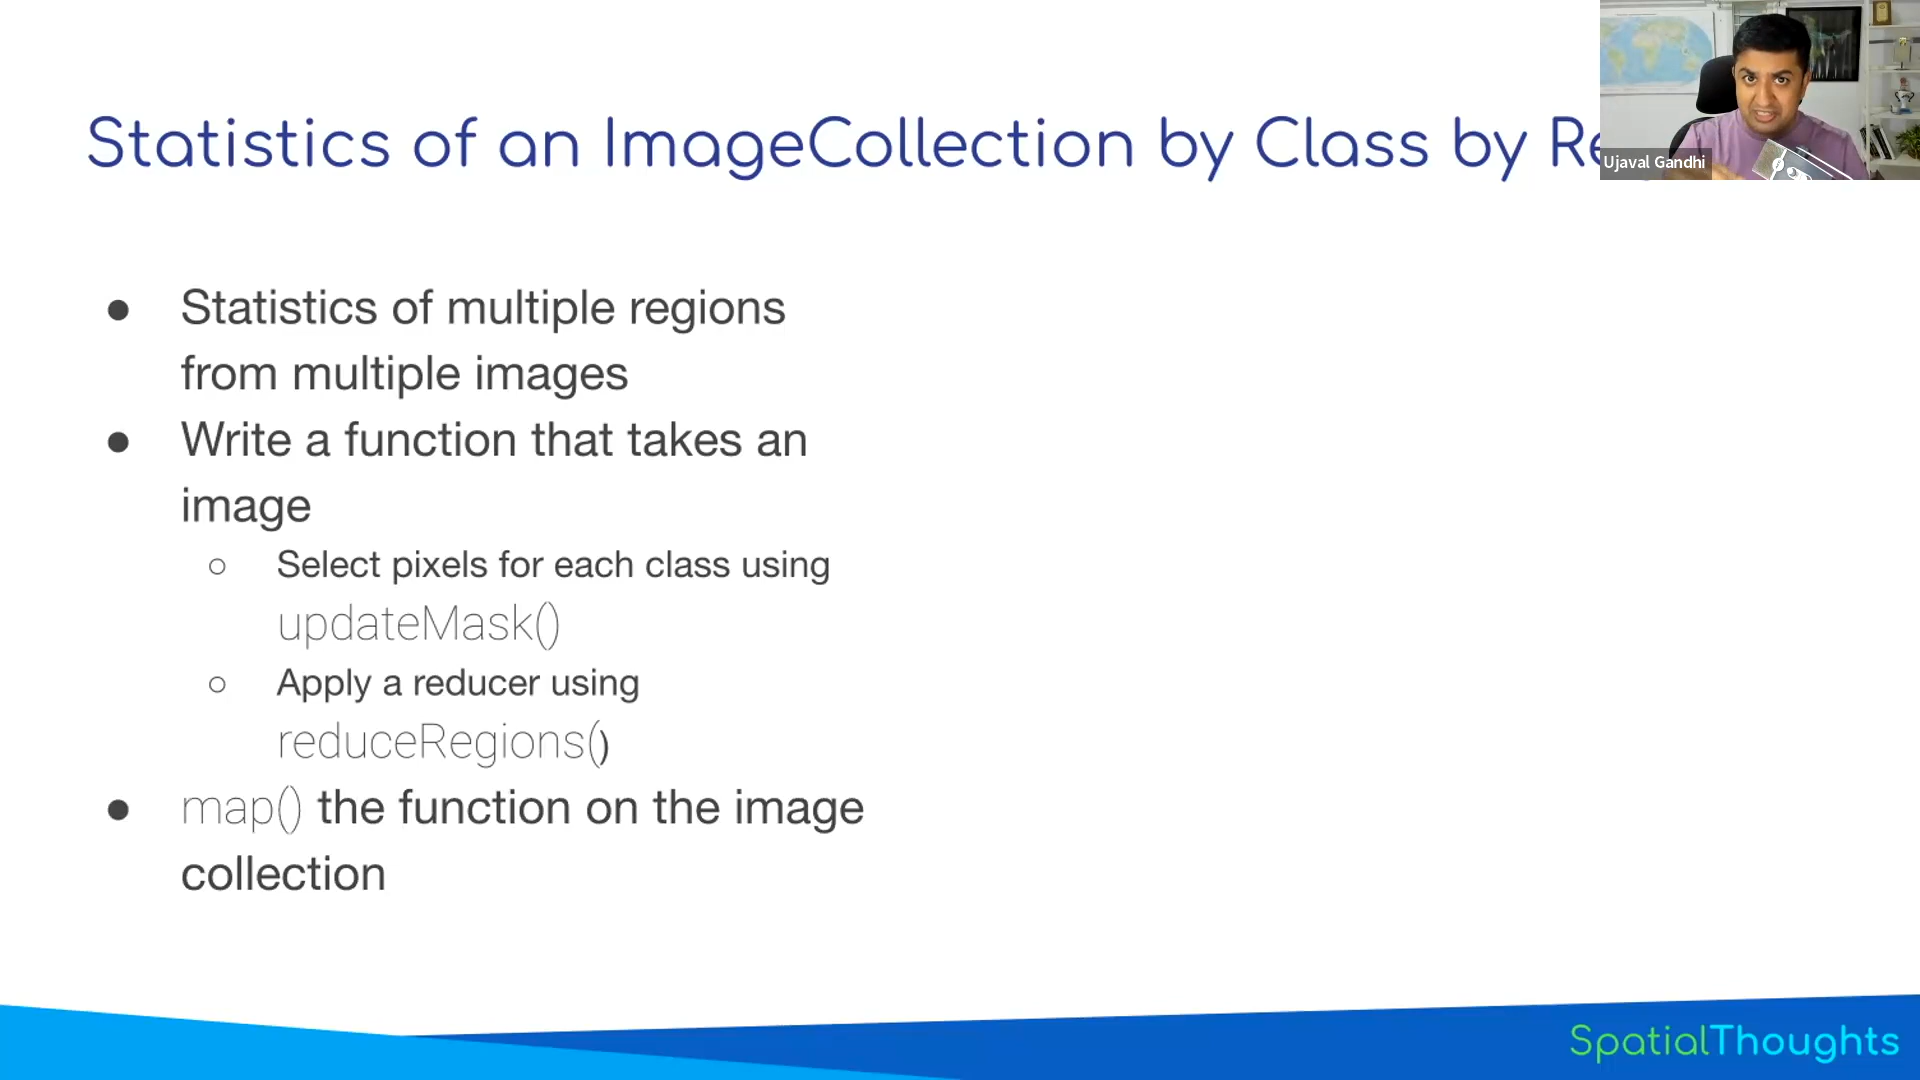 Statistics of an ImageCollection by Class by Re
Ujaval Gandhi
● Statistics of multiple regions
from multiple images
● Write a function that takes an
image
○ Select pixels for each class using
updateMask()
○ Apply a reducer using
reduceRegions()
● map() the function on the image
collection
SpatialThoughts